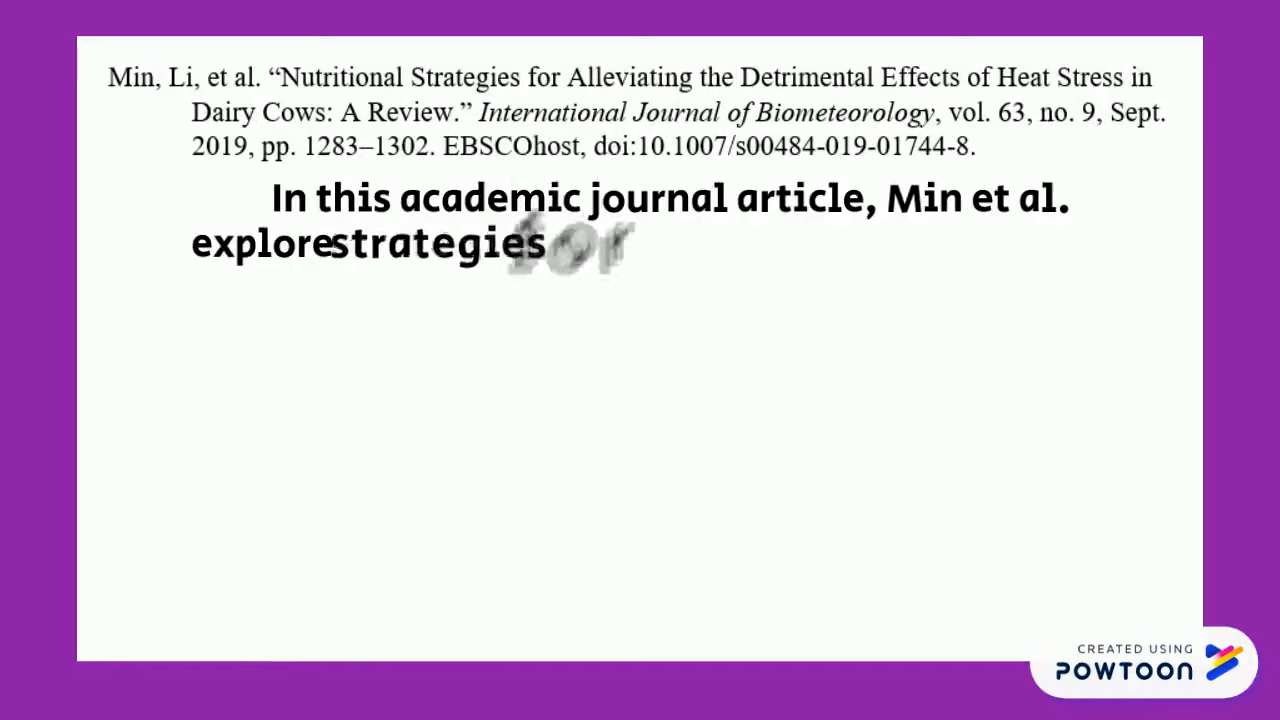 Min, Li, et al. “Nutritional Strategies for Alleviating the Detrimental Effects of Heat Stress in
Dairy Cows: A Review.” International Journal of Biometeorology, vol. 63, no. 9, Sept.
2019, pp. 1283–1302. EBSCOhost, doi:10.1007/s00484-019-01744-8.
In this academic journal article, Min et al.
explorestrategies for
CREATED USING
POWTOON